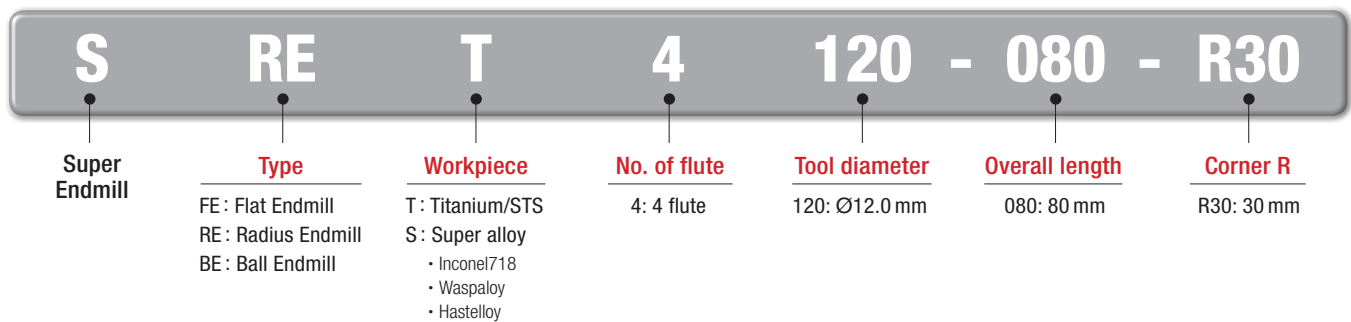 S RE T 4 120 - 080 - R30
Super
Endmill
Type
FE : Flat Endmill
RE : Radius Endmill
BE : Ball Endmill
Workpiece
T : Titanium/STS
S : Super alloy
• Inconel718
• Waspaloy
• Hastelloy
No. of flute
4: 4 flute
Tool diameter
120: Ø12.0 mm
Overall length
080: 80 mm
Corner R
R30: 30 mm